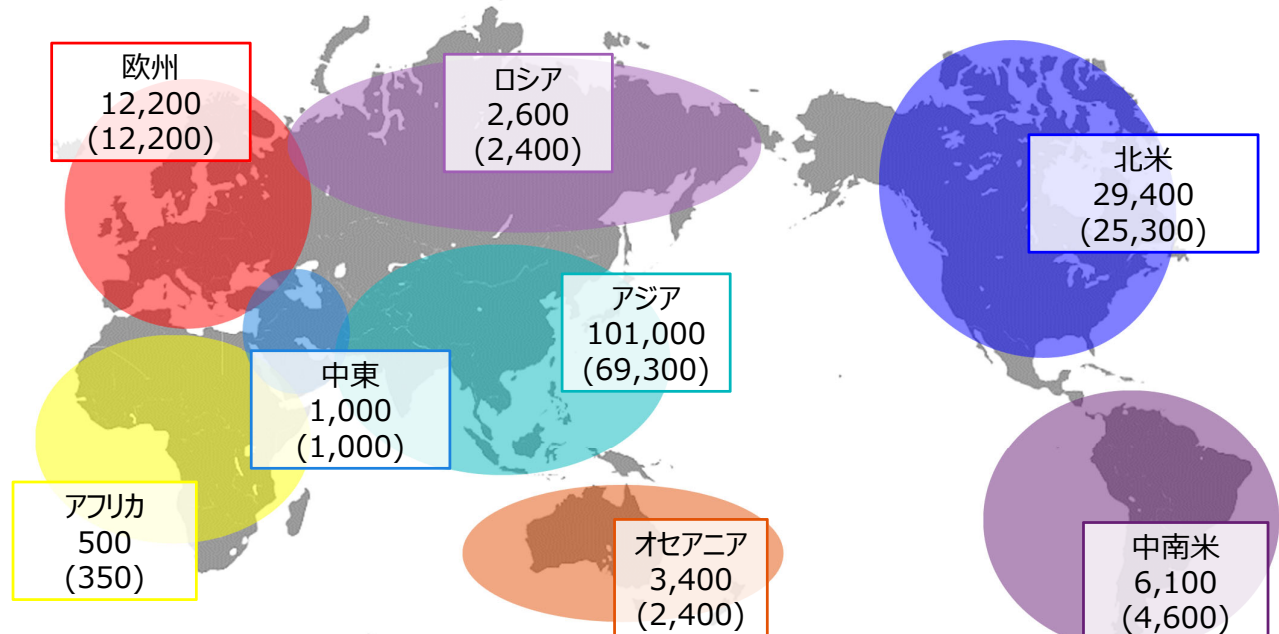 欧州
12,200
(12,200)
ロシア
2,600
(2,400)
北米
29,400
(25,300)
アジア
101,000
(69,300)
中東
1,000
(1,000)
アフリカ
500
(350)
オセアニア
3,400
(2,400)
中南米
6,100
(4,600)